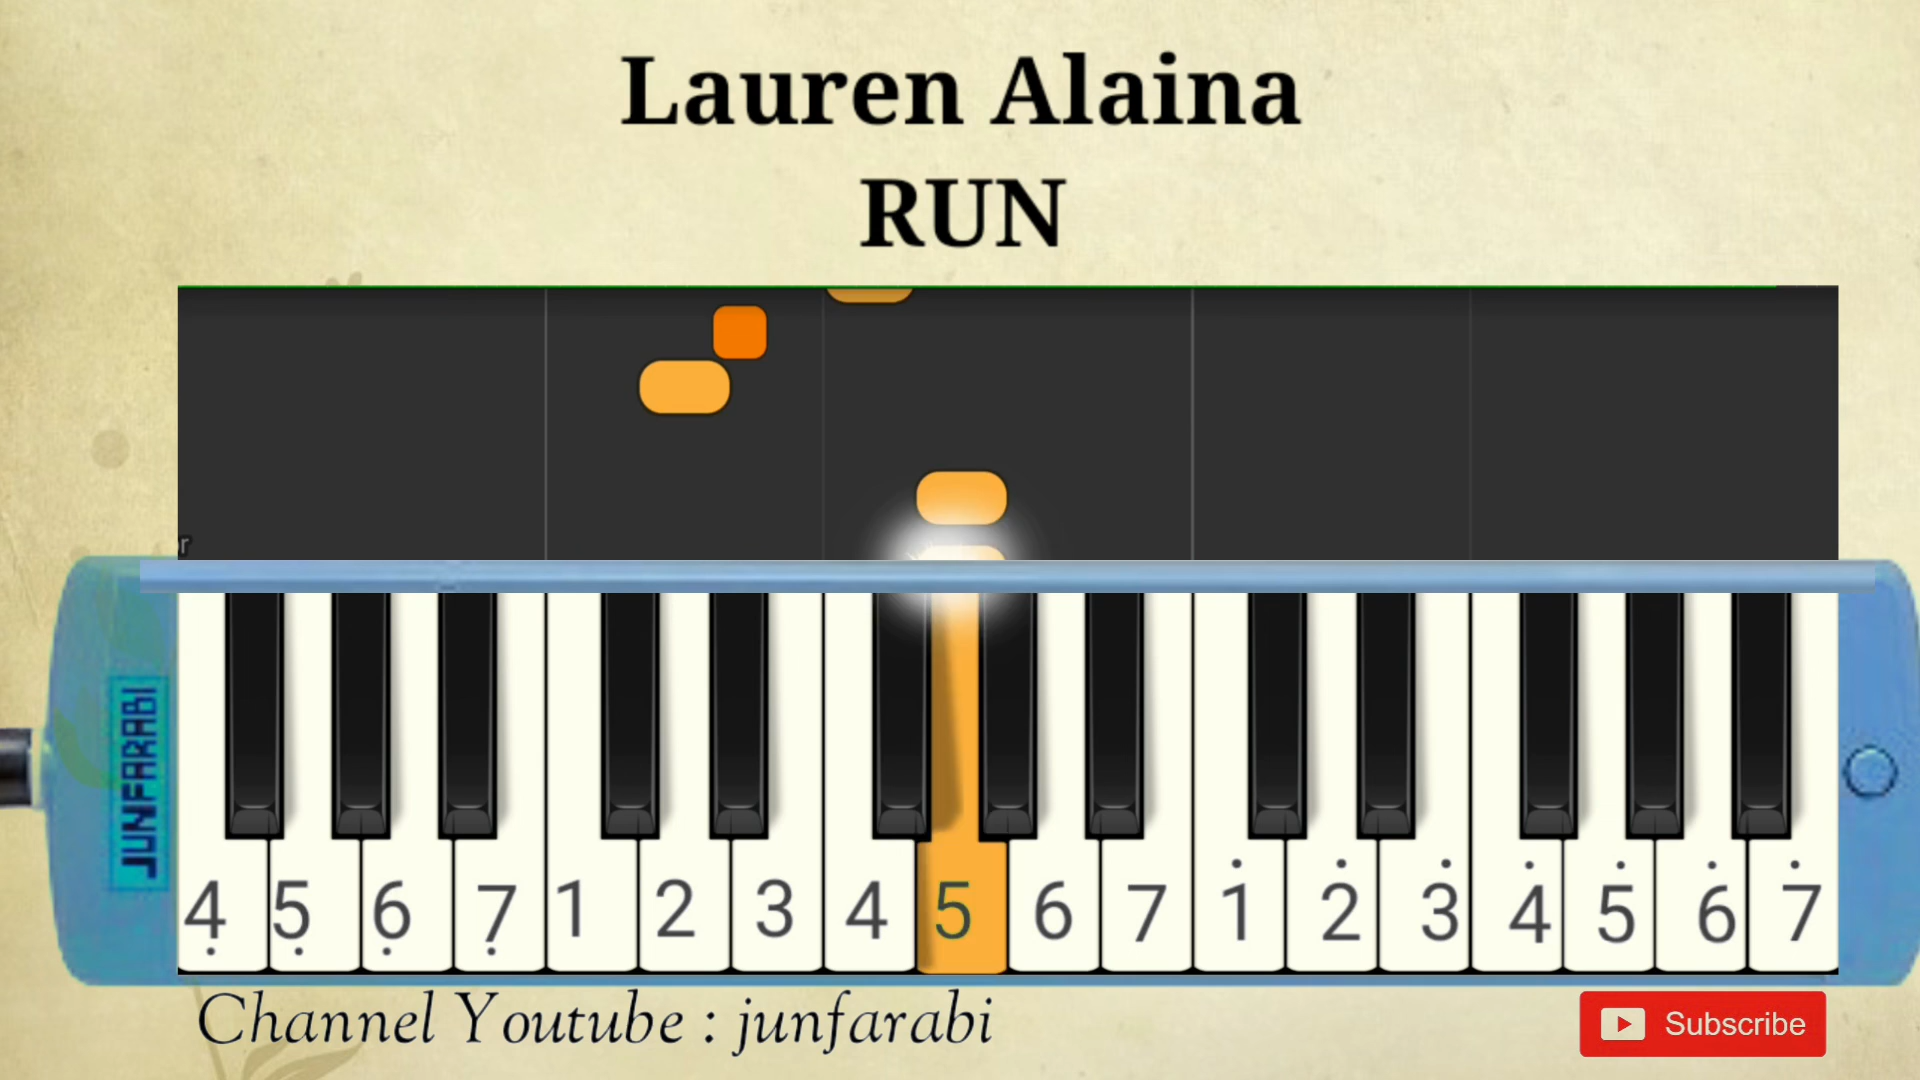 Lauren Alaina
RUN
r
JUNFARABI
4̣ 5̣ 6̣ 7̣ 1 2 3 4 5 6 7 1̇ 2̇ 3̇ 4̇ 5̇ 6̇ 7̇
Channel Youtube : junfarabi
Subscribe